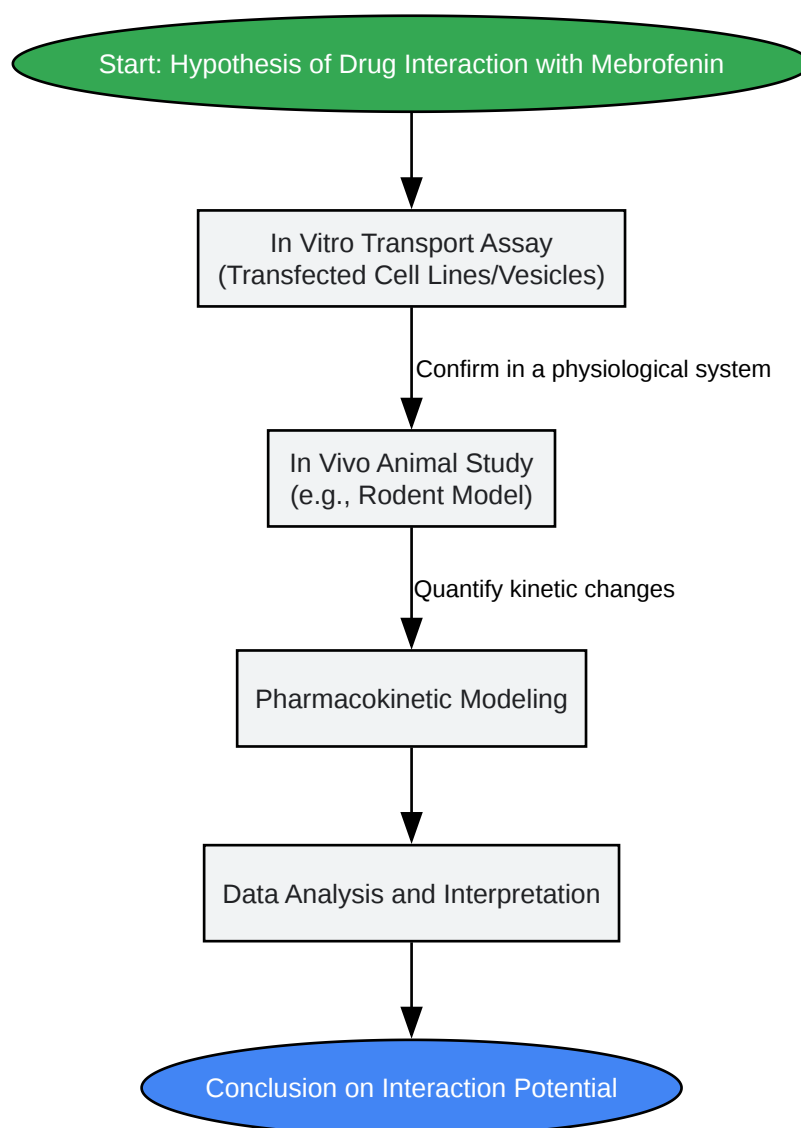 Start: Hypothesis of Drug Interaction with Mebrofenin
In Vitro Transport Assay
(Transfected Cell Lines/Vesicles)
Confirm in a physiological system
In Vivo Animal Study
(e.g., Rodent Model)
Quantify kinetic changes
Pharmacokinetic Modeling
Data Analysis and Interpretation
Conclusion on Interaction Potential